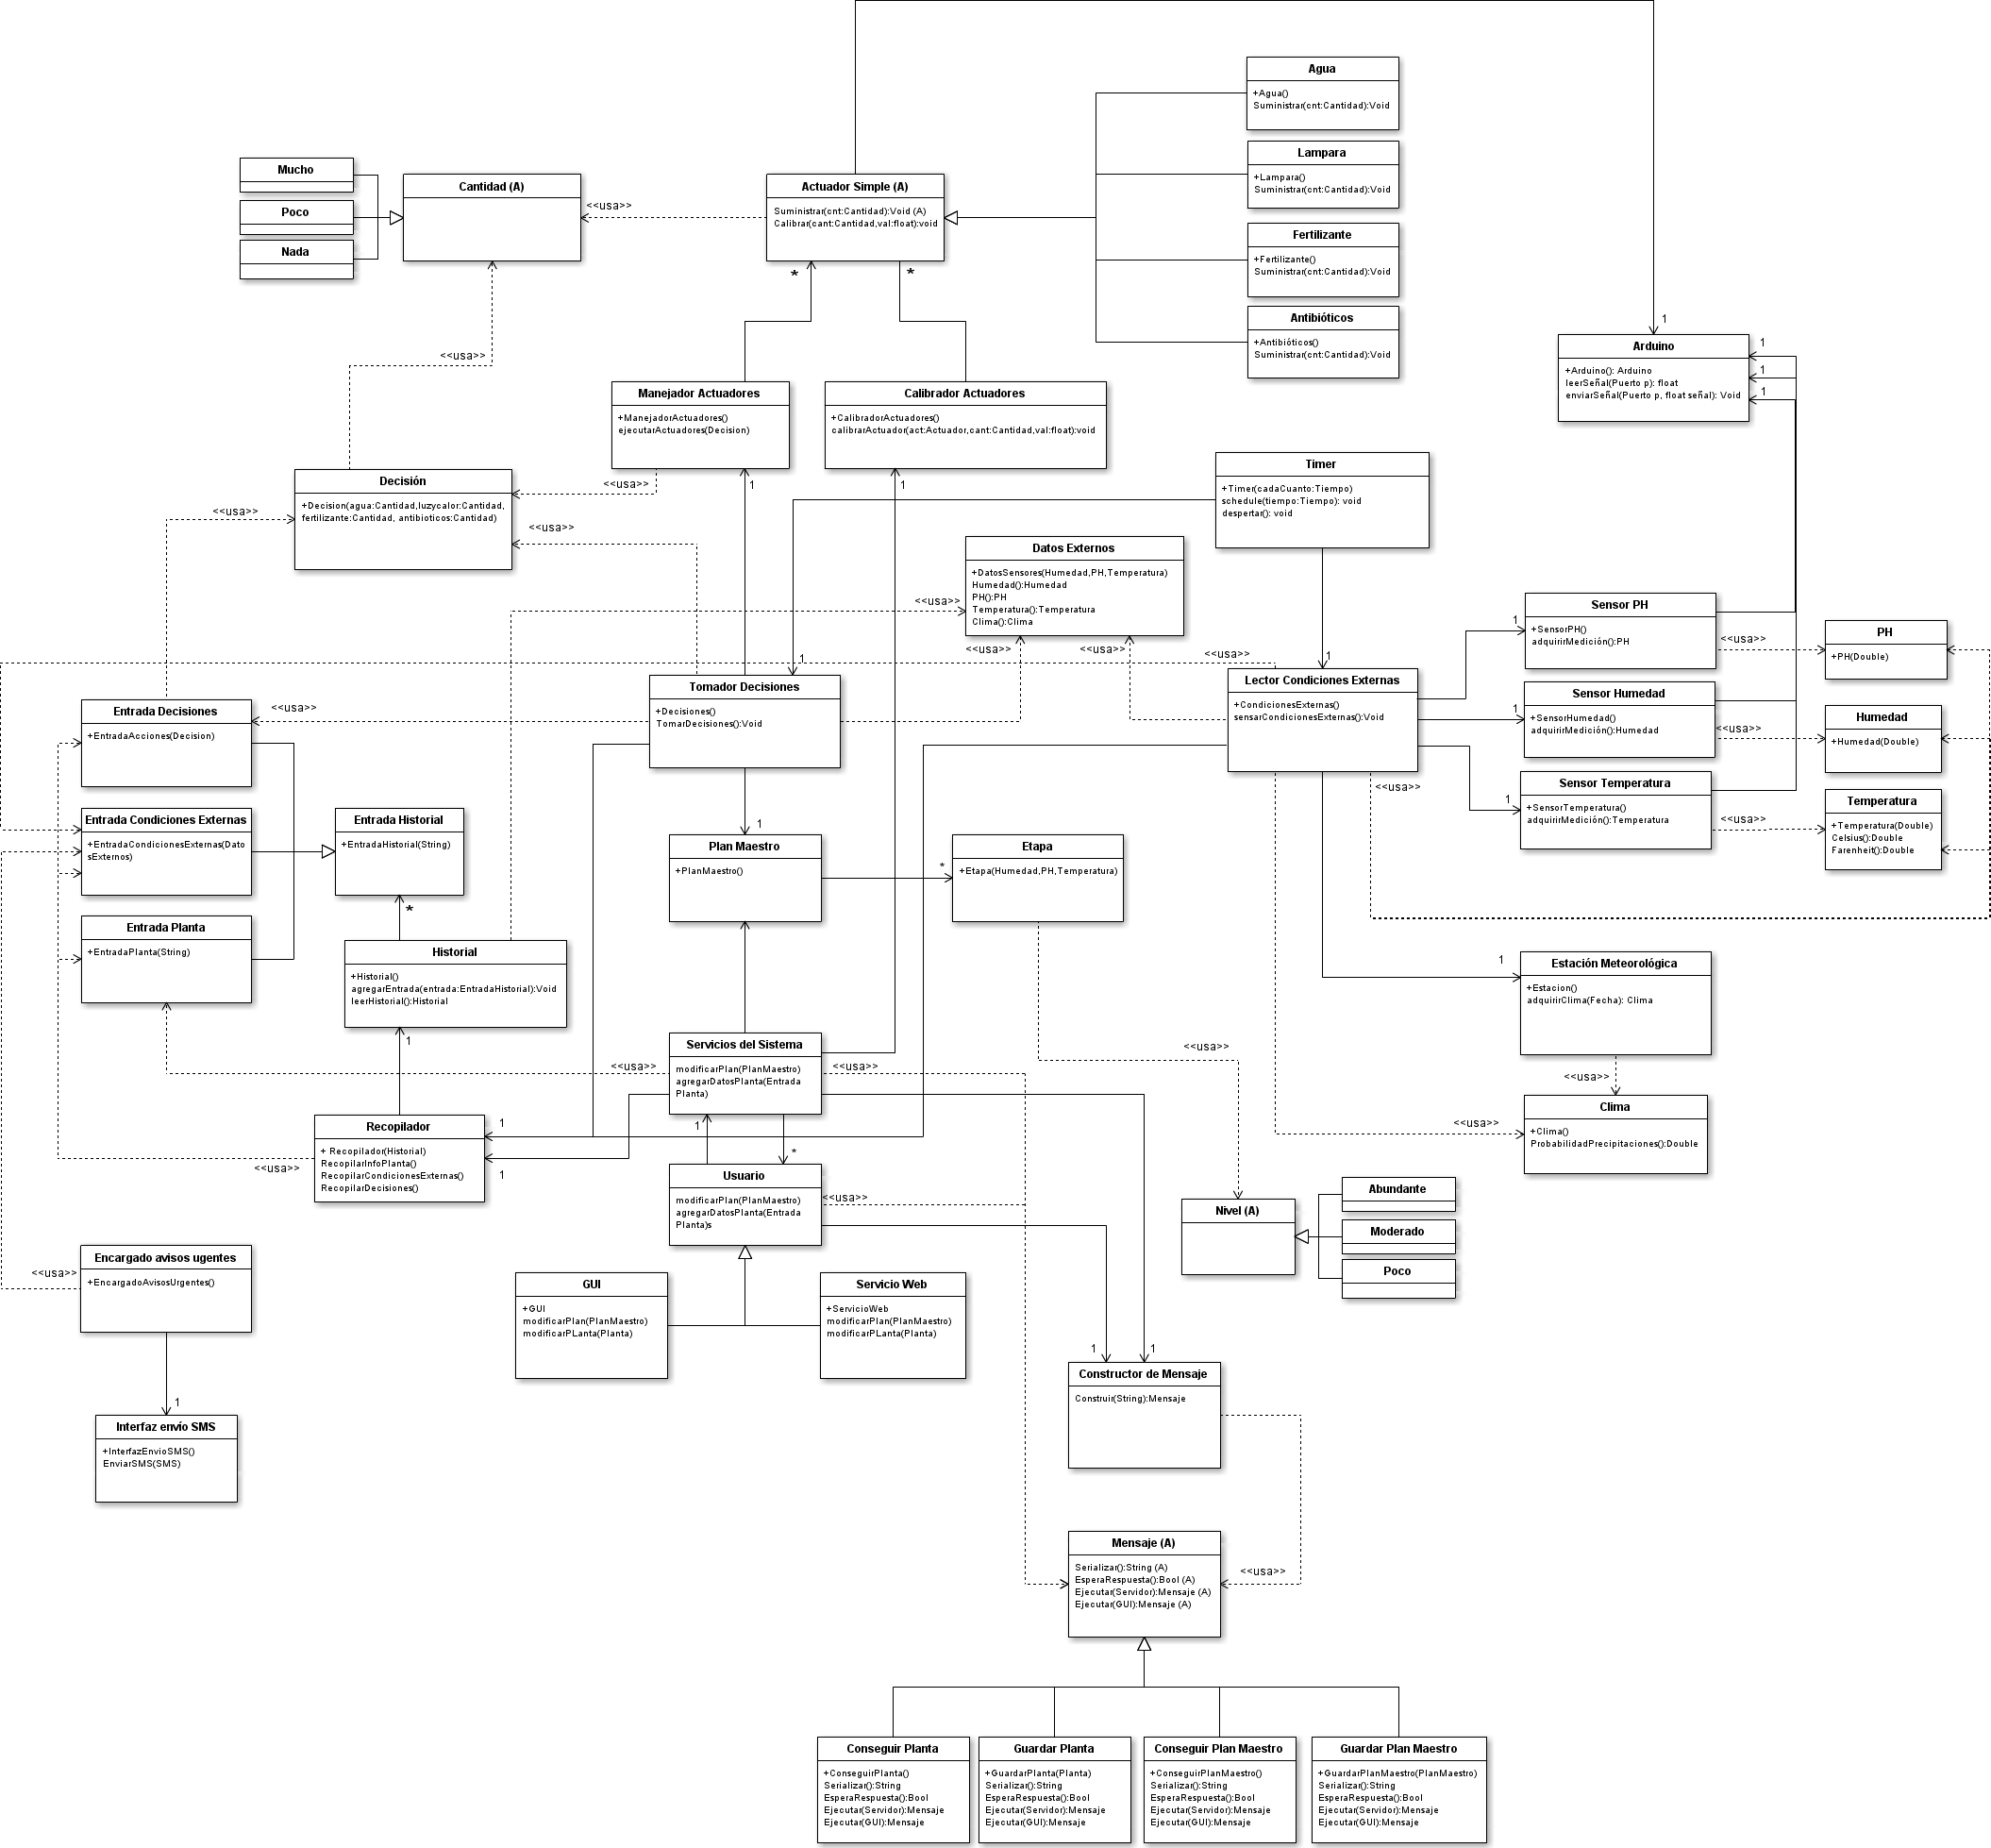 Agua
+Agua()
Suministrar(cnt:Cantidad):Void
Lampara
+Lampara()
Suministrar(cnt:Cantidad):Void
Fertilizante
+Fertilizante()
Suministrar(cnt:Cantidad):Void
Antibióticos
+Antibióticos()
Suministrar(cnt:Cantidad):Void
Mucho
Poco
Nada
Cantidad (A)
<<usa>>
Actuador Simple (A)
Suministrar(cnt:Cantidad):Void (A)
Calibrar(cant:Cantidad,val:float):void
*
*
1
Arduino
+Arduino(): Arduino
leerSeñal(Puerto p): float
enviarSeñal(Puerto p, float señal): Void
1
1
1
<<usa>>
Manejador Actuadores
+ManejadorActuadores()
ejecutarActuadores(Decision)
Calibrador Actuadores
+CalibradorActuadores()
calibrarActuador(act:Actuador,cant:Cantidad,val:float):void
<<usa>>
1
1
Decisión
+Decision(agua:Cantidad,luzycalor:Cantidad,
fertilizante:Cantidad, antibioticos:Cantidad)
<<usa>>
<<usa>>
Timer
+Timer(cadaCuanto:Tiempo)
schedule(tiempo:Tiempo): void
despertar(): void
Datos Externos
+DatosSensores(Humedad,PH,Temperatura)
Humedad():Humedad
PH():PH
Temperatura():Temperatura
Clima():Clima
<<usa>>
<<usa>>
<<usa>>
<<usa>>
1
1
Sensor PH
+SensorPH()
adquirirMedición():PH
1
<<usa>>
PH
+PH(Double)
Sensor Humedad
+SensorHumedad()
adquirirMedición():Humedad
1
<<usa>>
Humedad
+Humedad(Double)
Sensor Temperatura
+SensorTemperatura()
adquirirMedición():Temperatura
1
<<usa>>
Temperatura
+Temperatura(Double)
Celsius():Double
Farenheit():Double
Lector Condiciones Externas
+CondicionesExternas()
sensarCondicionesExternas():Void
<<usa>>
Tomador Decisiones
+Decisiones()
TomarDecisiones():Void
<<usa>>
1
Entrada Decisiones
+EntradaAcciones(Decision)
Entrada Condiciones Externas
+EntradaCondicionesExternas(Dato
sExternos)
Entrada Planta
+EntradaPlanta(String)
Entrada Historial
+EntradaHistorial(String)
*
Historial
+Historial()
agregarEntrada(entrada:EntradaHistorial):Void
leerHistorial():Historial
1
Plan Maestro
+PlanMaestro()
*
Etapa
+Etapa(Humedad,PH,Temperatura)
<<usa>>
1
Estación Meteorológica
+Estacion()
adquirirClima(Fecha): Clima
<<usa>>
Clima
+Clima()
ProbabilidadPrecipitaciones():Double
<<usa>>
Servicios del Sistema
modificarPlan(PlanMaestro)
agregarDatosPlanta(Entrada
Planta)
<<usa>>
<<usa>>
1
*
Recopilador
+ Recopilador(Historial)
RecopilarInfoPlanta()
RecopilarCondicionesExternas()
RecopilarDecisiones()
<<usa>>
1
1
Usuario
modificarPlan(PlanMaestro)
agregarDatosPlanta(Entrada
Planta)s
<<usa>>
Nivel (A)
Abundante
Moderado
Poco
Encargado avisos ugentes
+EncargadoAvisosUrgentes()
<<usa>>
1
Interfaz envío SMS
+InterfazEnvioSMS()
EnviarSMS(SMS)
GUI
+GUI
modificarPlan(PlanMaestro)
modificarPLanta(Planta)
Servicio Web
+ServicioWeb
modificarPlan(PlanMaestro)
modificarPLanta(Planta)
1
1
Constructor de Mensaje
Construir(String):Mensaje
<<usa>>
Mensaje (A)
Serializar():String (A)
EsperaRespuesta():Bool (A)
Ejecutar(Servidor):Mensaje (A)
Ejecutar(GUI):Mensaje (A)
Conseguir Planta
+ConseguirPlanta()
Serializar():String
EsperaRespuesta():Bool
Ejecutar(Servidor):Mensaje
Ejecutar(GUI):Mensaje
Guardar Planta
+GuardarPlanta(Planta)
Serializar():String
EsperaRespuesta():Bool
Ejecutar(Servidor):Mensaje
Ejecutar(GUI):Mensaje
Conseguir Plan Maestro
+ConseguirPlanMaestro()
Serializar():String
EsperaRespuesta():Bool
Ejecutar(Servidor):Mensaje
Ejecutar(GUI):Mensaje
Guardar Plan Maestro
+GuardarPlanMaestro(PlanMaestro)
Serializar():String
EsperaRespuesta():Bool
Ejecutar(Servidor):Mensaje
Ejecutar(GUI):Mensaje